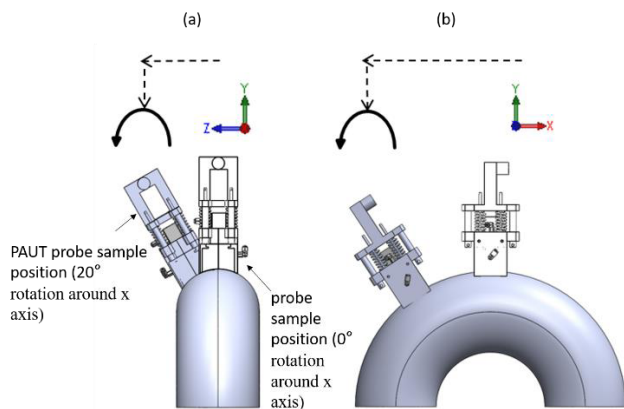 (a)
(b)
Y
Z
Y
X
PAUT probe sample
position (20°
rotation around x
axis)
probe
sample
position (0°
rotation
around x
axis)